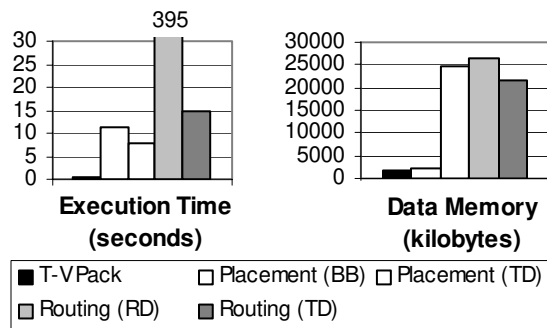 395
30
25
20
15
10
5
0
Execution Time
(seconds)
30000
25000
20000
15000
10000
5000
0
Data Memory
(kilobytes)
T-VPack Placement (BB) Placement (TD)
Routing (RD) Routing (TD)